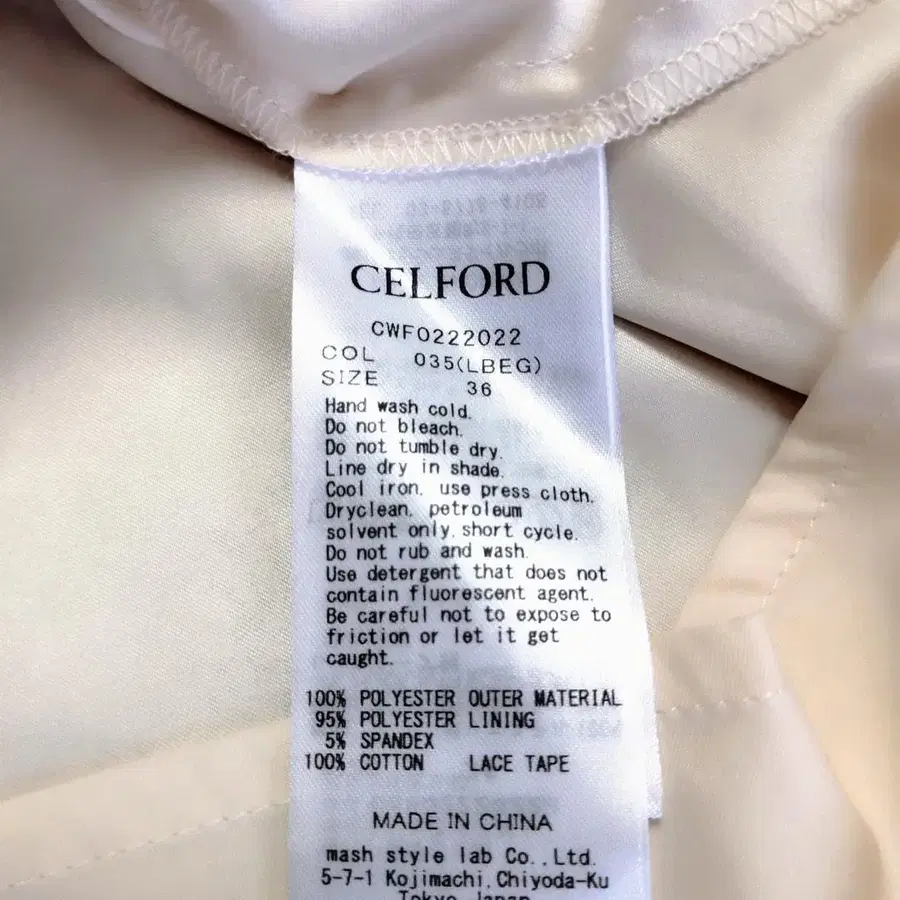 CELFORD
CWF0222022
COL 035(LBEG)
SIZE 36
Hand wash cold.
Do not bleach.
Do not tumble dry.
Line dry in shade.
Cool iron, use press cloth.
Dryclean, petroleum
solvent only, short cycle.
Do not rub and wash.
Use detergent that does not
contain fluorescent agent.
Be careful not to expose to
friction or let it get
caught.
100% POLYESTER OUTER MATERIAL
95% POLYESTER LINING
5% SPANDEX
100% COTTON LACE TAPE
MADE IN CHINA
mash style lab Co.,Ltd.
5-7-1 Kojimachi,Chiyoda-Ku
Tokyo Japan